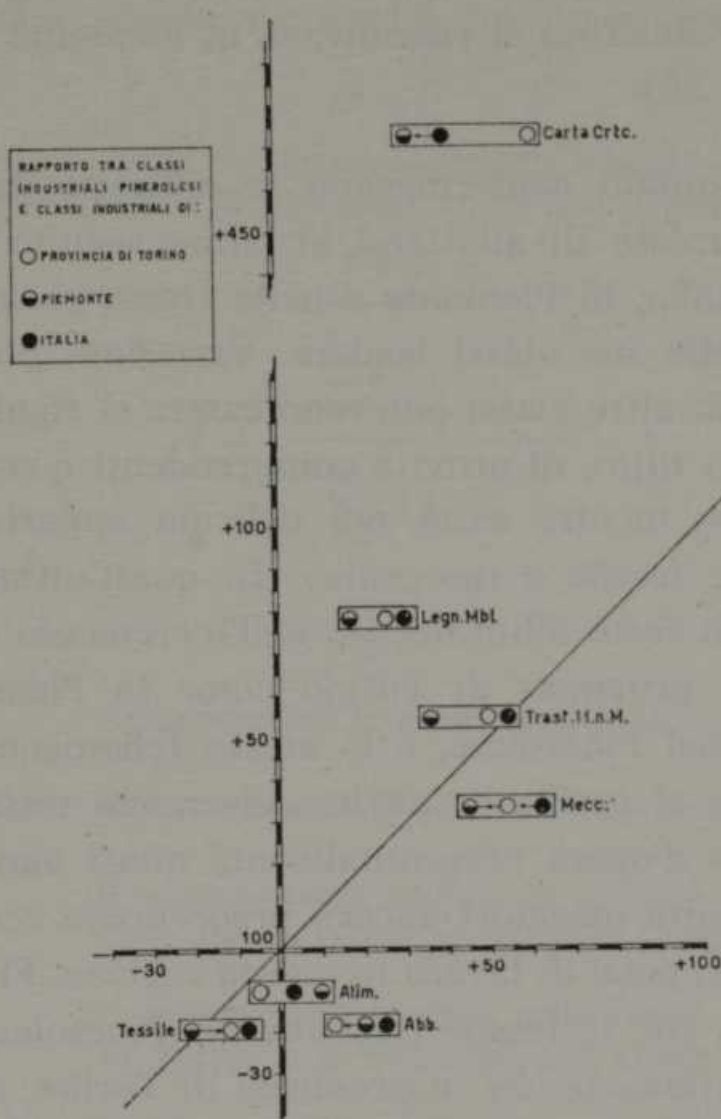 RAPPORTO TRA CLASSI
INDUSTRIALI PINEROLESI
E CLASSI INDUSTRIALI DI:
PROVINCIA DI TORINO
PIEMONTE
ITALIA
Carta Crtc.
+450
+100
Legn.Mbl.
Trasf.M.n.M.
+50
Mecc.
100
-30
+50
+100
Alim.
Tessile
Abb.
-30